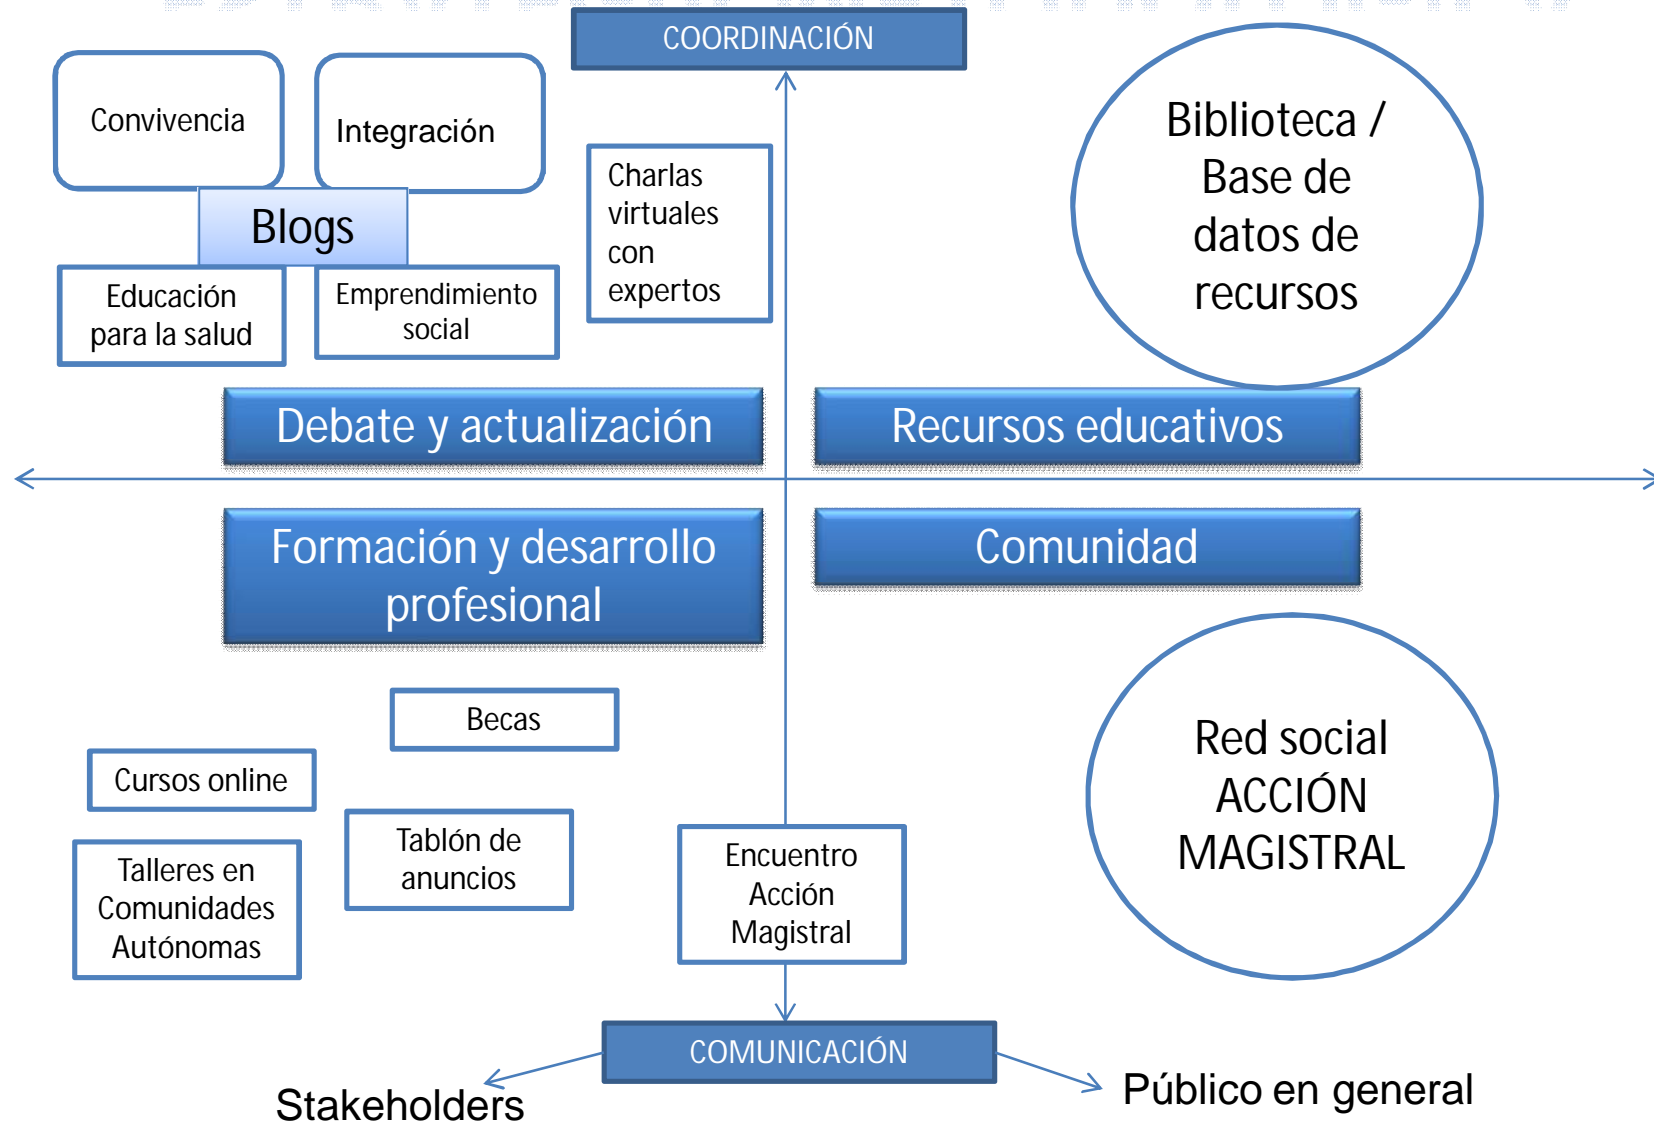 COORDINACIÓN
Convivencia
Integración
Blogs
Educación
para la salud
Emprendimiento
social
Charlas
virtuales
con
expertos
Biblioteca /
Base de
datos de
recursos
Debate y actualización
Recursos educativos
Formación y desarrollo
profesional
Comunidad
Becas
Cursos online
Tablón de
anuncios
Talleres en
Comunidades
Autónomas
Encuentro
Acción
Magistral
Red social
ACCIÓN
MAGISTRAL
COMUNICACIÓN
Stakeholders
Público en general